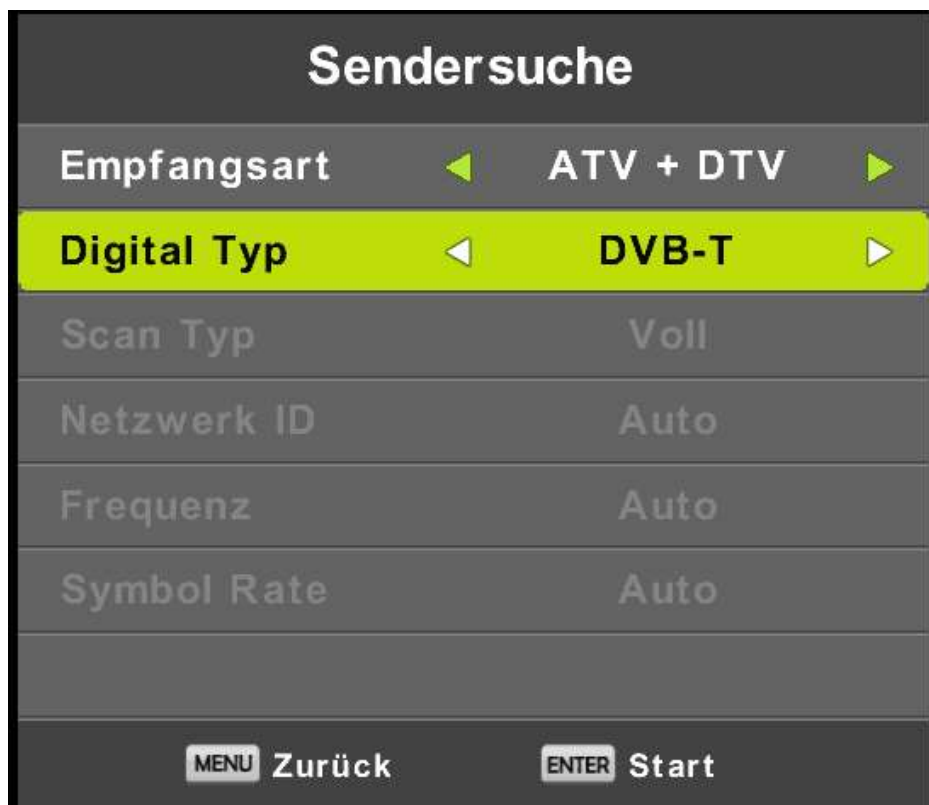 Sendersuche
Empfangsart ATV + DTV
Digital Typ DVB-T
Scan Typ Voll
Netzwerk ID Auto
Frequenz Auto
Symbol Rate Auto
MENU Zurück ENTER Start